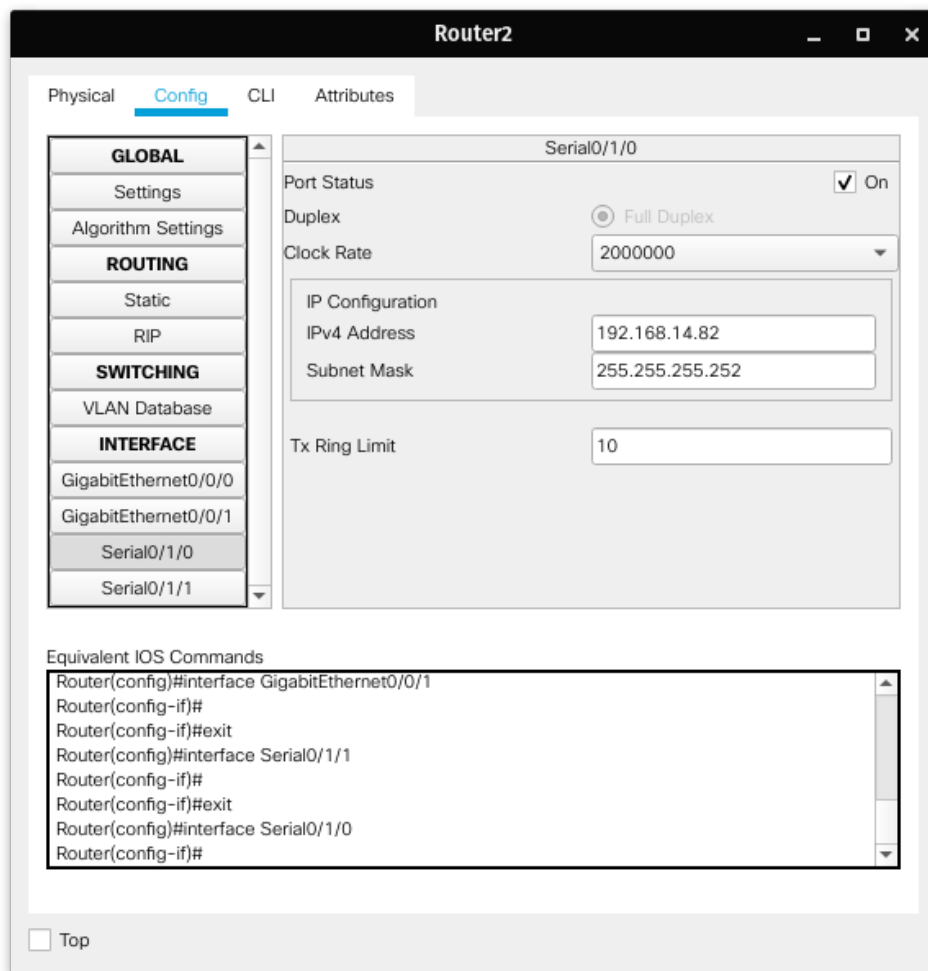 Router2
Physical Config CLI Attributes
GLOBAL
Settings
Algorithm Settings
ROUTING
Static
RIP
SWITCHING
VLAN Database
INTERFACE
GigabitEthernet0/0/0
GigabitEthernet0/0/1
Serial0/1/0
Serial0/1/1
Serial0/1/0
Port Status On
Duplex Full Duplex
Clock Rate 2000000
IP Configuration
IPv4 Address 192.168.14.82
Subnet Mask 255.255.255.252
Tx Ring Limit 10
Equivalent IOS Commands
Router(config)#interface GigabitEthernet0/0/1
Router(config-if)#
Router(config-if)#exit
Router(config)#interface Serial0/1/1
Router(config-if)#
Router(config-if)#exit
Router(config)#interface Serial0/1/0
Router(config-if)#
Top